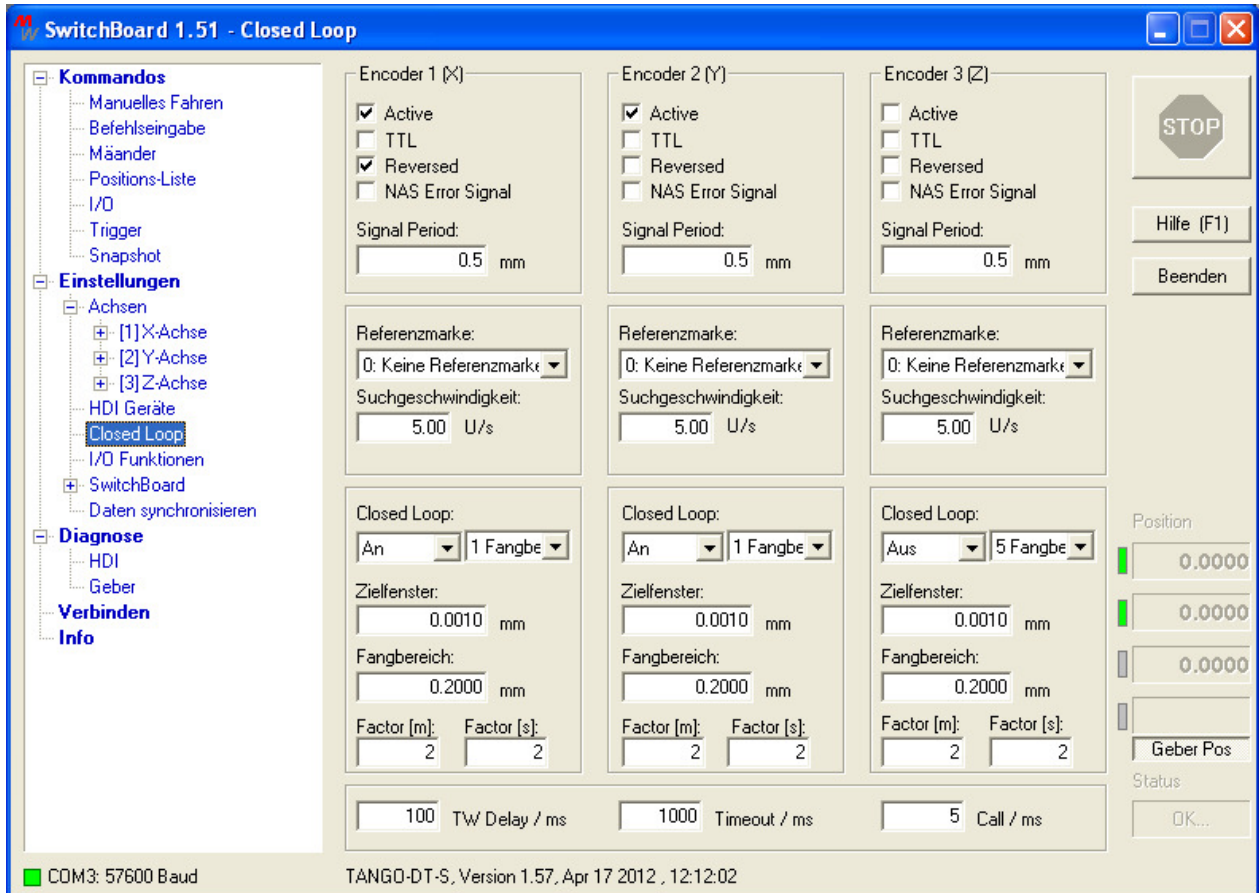 SwitchBoard 1.51 - Closed Loop
Kommandos
Manuelles Fahren
Befehlseingabe
Mäander
Positions-Liste
I/O
Trigger
Snapshot
Einstellungen
Achsen
[1] X-Achse
[2] Y-Achse
[3] Z-Achse
HDI Geräte
Closed Loop
I/O Funktionen
SwitchBoard
Daten synchronisieren
Diagnose
HDI
Geber
Verbinden
Info
Encoder 1 (X)
Active
TTL
Reversed
NAS Error Signal
Signal Period:
0.5 mm
Referenzmarke:
0: Keine Referenzmarke
Suchgeschwindigkeit:
5.00 U/s
Closed Loop:
An 1 Fangbe
Zielfenster:
0.0010 mm
Fangbereich:
0.2000 mm
Factor [m]: Factor [s]:
2 2
Encoder 2 (Y)
Active
TTL
Reversed
NAS Error Signal
Signal Period:
0.5 mm
Referenzmarke:
0: Keine Referenzmarke
Suchgeschwindigkeit:
5.00 U/s
Closed Loop:
An 1 Fangbe
Zielfenster:
0.0010 mm
Fangbereich:
0.2000 mm
Factor [m]: Factor [s]:
2 2
Encoder 3 (Z)
Active
TTL
Reversed
NAS Error Signal
Signal Period:
0.5 mm
Referenzmarke:
0: Keine Referenzmarke
Suchgeschwindigkeit:
5.00 U/s
Closed Loop:
Aus 5 Fangbe
Zielfenster:
0.0010 mm
Fangbereich:
0.2000 mm
Factor [m]: Factor [s]:
2 2
100 TW Delay / ms 1000 Timeout / ms 5 Call / ms
STOP
Hilfe (F1)
Beenden
Position
0.0000
0.0000
0.0000
Geber Pos
Status
OK...
COM3: 57600 Baud TANGO-DT-S, Version 1.57, Apr 17 2012 , 12:12:02